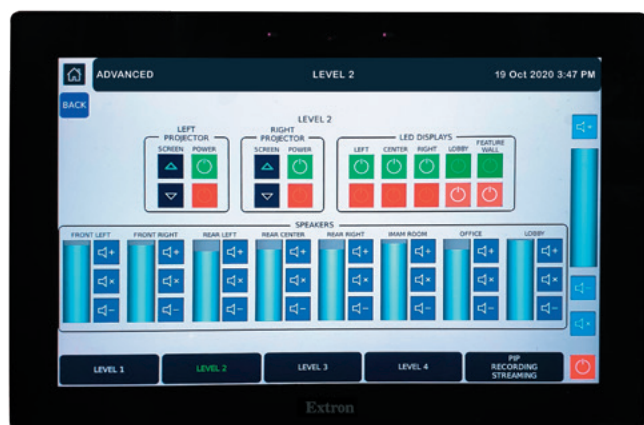 ADVANCED
LEVEL 2
19 Oct 2020 3:47 PM
BACK
LEVEL 2
LEFT
PROJECTOR
SCREEN POWER
RIGHT
PROJECTOR
SCREEN POWER
LED DISPLAYS
LEFT CENTER RIGHT LOBBY FEATURE
WALL
SPEAKERS
FRONT LEFT
FRONT RIGHT
REAR LEFT
REAR CENTER
REAR RIGHT
IMAM ROOM
OFFICE
LOBBY
LEVEL 1
LEVEL 2
LEVEL 3
LEVEL 4
PIP
RECORDING
STREAMING
Extron